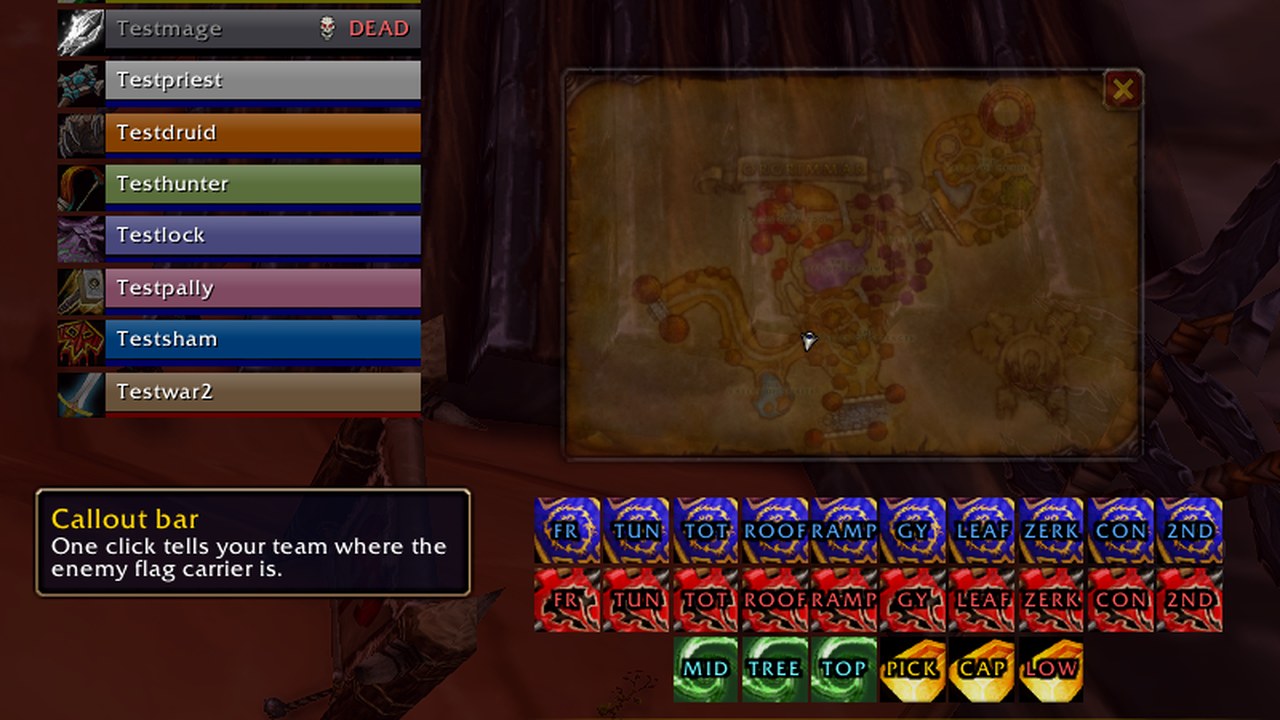 Testmage DEAD
Testpriest
Testdruid
Testhunter
Testlock
Testpally
Testsham
Testwar2
Callout bar
One click tells your team where the
enemy flag carrier is.
FR TUN TOT ROOF RAMP GY LEAF ZERK CON 2ND
FR TUN TOT ROOF RAMP GY LEAF ZERK CON 2ND
MID TREE TOP PICK CAP LOW